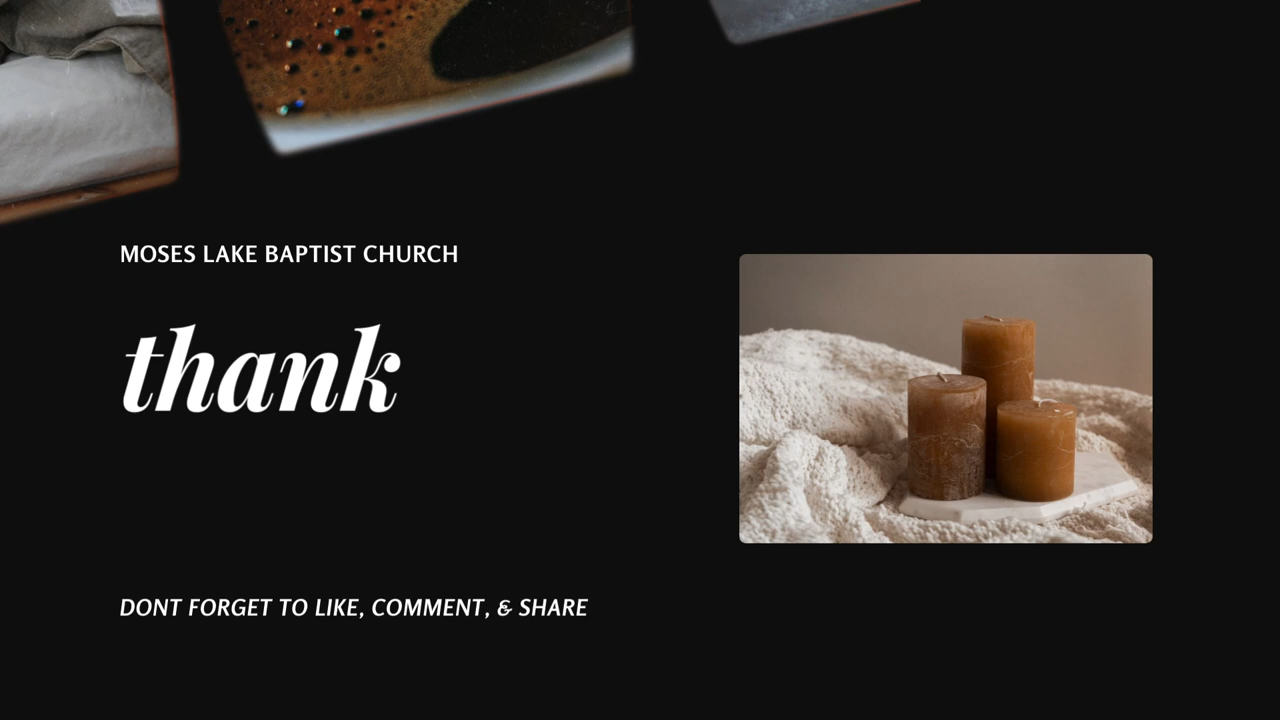 MOSES LAKE BAPTIST CHURCH
thank
DONT FORGET TO LIKE, COMMENT, & SHARE